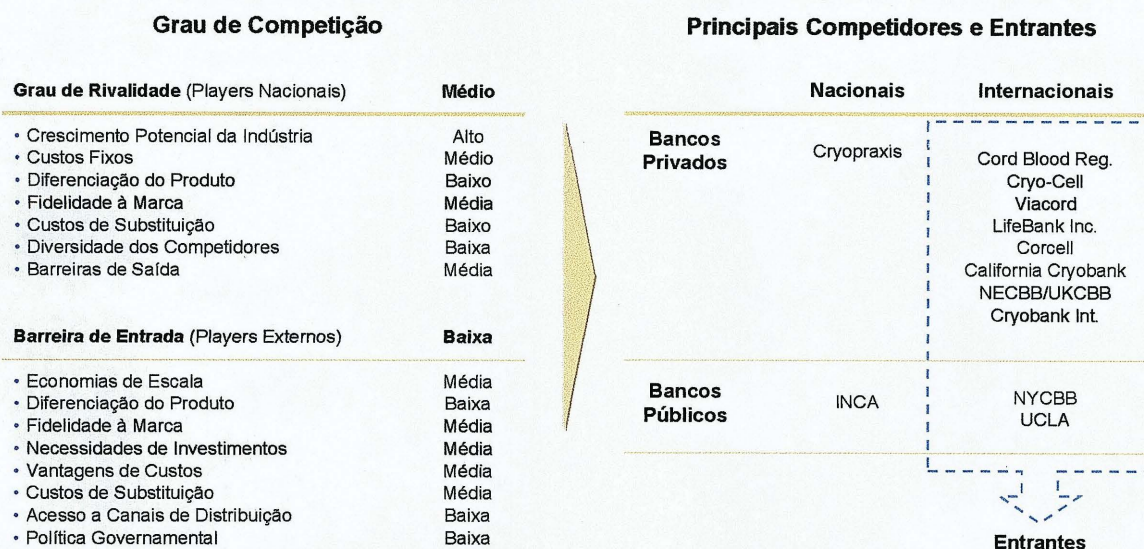 Grau de Competição
Grau de Rivalidade (Players Nacionais) Médio
• Crescimento Potencial da Indústria Alto
• Custos Fixos Médio
• Diferenciação do Produto Baixo
• Fidelidade à Marca Média
• Custos de Substituição Baixo
• Diversidade dos Competidores Baixa
• Barreiras de Saída Média
Barreira de Entrada (Players Externos) Baixa
• Economias de Escala Média
• Diferenciação do Produto Baixa
• Fidelidade à Marca Média
• Necessidades de Investimentos Média
• Vantagens de Custos Média
• Custos de Substituição Média
• Acesso a Canais de Distribuição Baixa
• Política Governamental Baixa
Principais Competidores e Entrantes
Nacionais Internacionais
Bancos
Privados
Cryopraxis
Cord Blood Reg.
Cryo-Cell
Viacord
LifeBank Inc.
Corcell
California Cryobank
NECBB/UKCBB
Cryobank Int.
Bancos
Públicos
INCA
NYCBB
UCLA
Entrantes